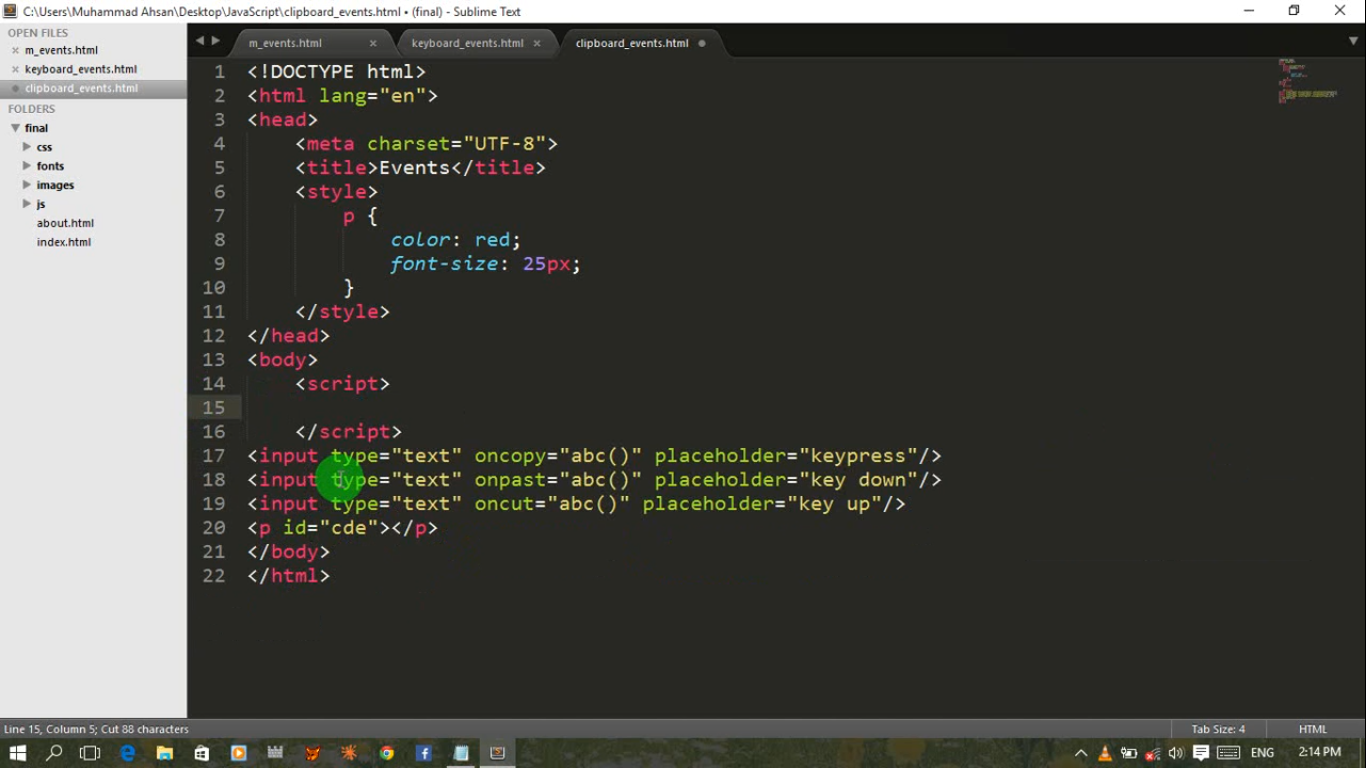 C:\Users\Muhammad Ahsan\Desktop\JavaScript\clipboard_events.html • (final) - Sublime Text
OPEN FILES
m_events.html
keyboard_events.html
clipboard_events.html
FOLDERS
final
css
fonts
images
js
about.html
index.html
m_events.html
keyboard_events.html
clipboard_events.html
1 <!DOCTYPE html>
2 <html lang="en">
3 <head>
4 <meta charset="UTF-8">
5 <title>Events</title>
6 <style>
7 p {
8 color: red;
9 font-size: 25px;
10 }
11 </style>
12 </head>
13 <body>
14 <script>
15
16 </script>
17 <input type="text" oncopy="abc()" placeholder="keypress"/>
18 <input type="text" onpast="abc()" placeholder="key down"/>
19 <input type="text" oncut="abc()" placeholder="key up"/>
20 <p id="cde"></p>
21 </body>
22 </html>
Line 15, Column 5; Cut 88 characters
Tab Size: 4
HTML
ENG
2:14 PM